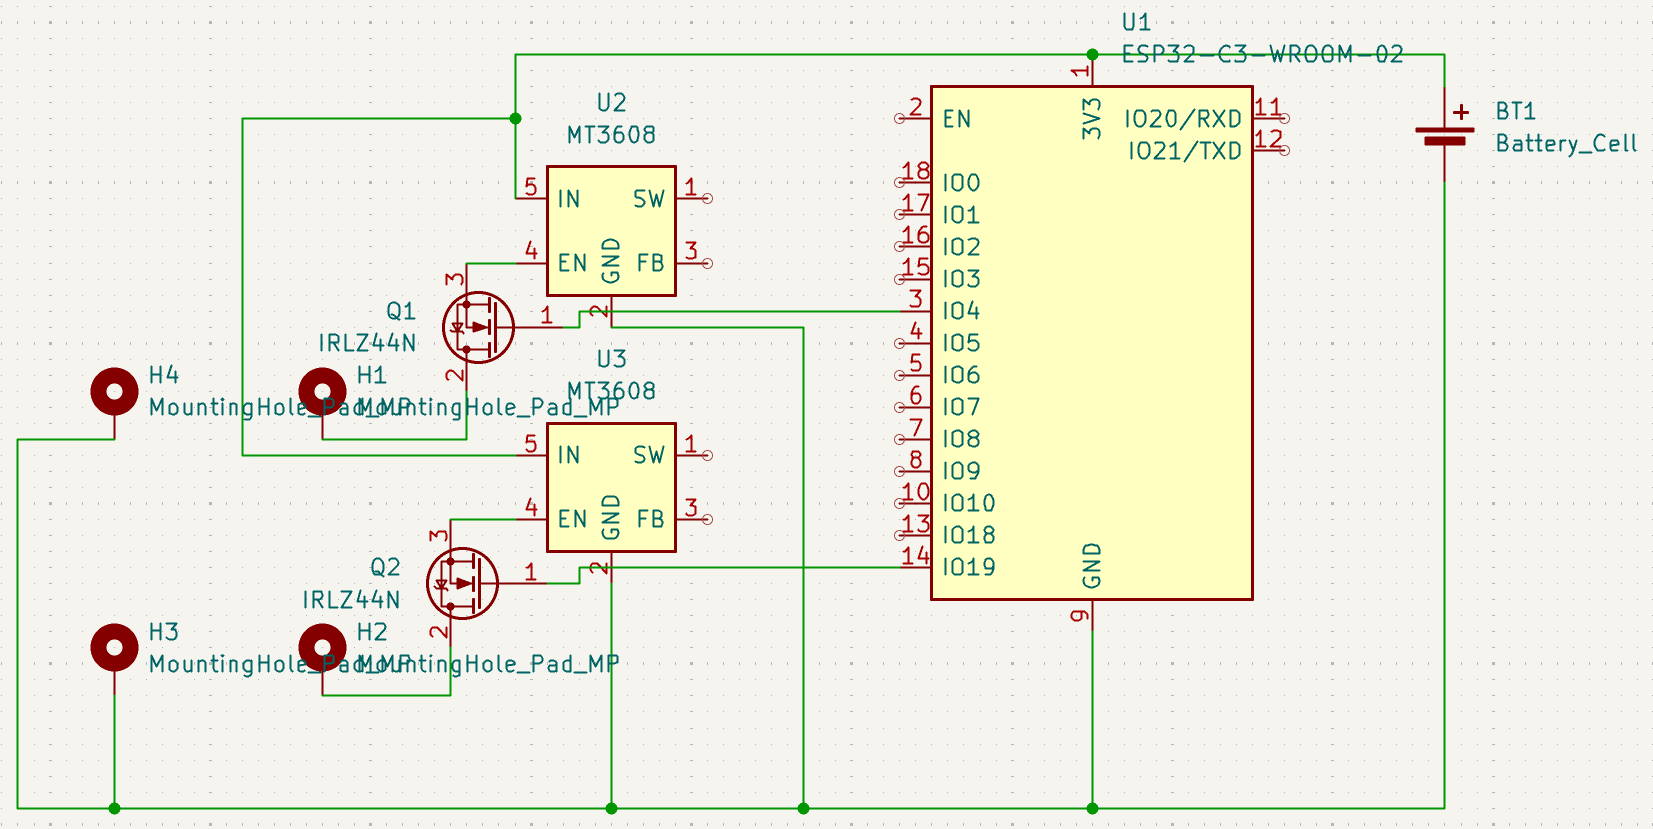 U1
ESP32-C3-WROOM-02
1
3V3
2
EN
IO20/RXD
11
IO21/TXD
12
18
IO0
17
IO1
16
IO2
15
IO3
3
IO4
4
IO5
5
IO6
6
IO7
7
IO8
8
IO9
10
IO10
13
IO18
14
IO19
GND
9
+
BT1
Battery_Cell
U2
MT3608
5
IN
SW
1
4
EN
GND
FB
3
2
Q1
IRLZ44N
3
1
2
U3
MT3608
5
IN
SW
1
4
EN
GND
FB
3
2
Q2
IRLZ44N
3
1
2
H4
MountingHole_Pad_MP
H1
MountingHole_Pad_MP
H3
MountingHole_Pad_MP
H2
MountingHole_Pad_MP